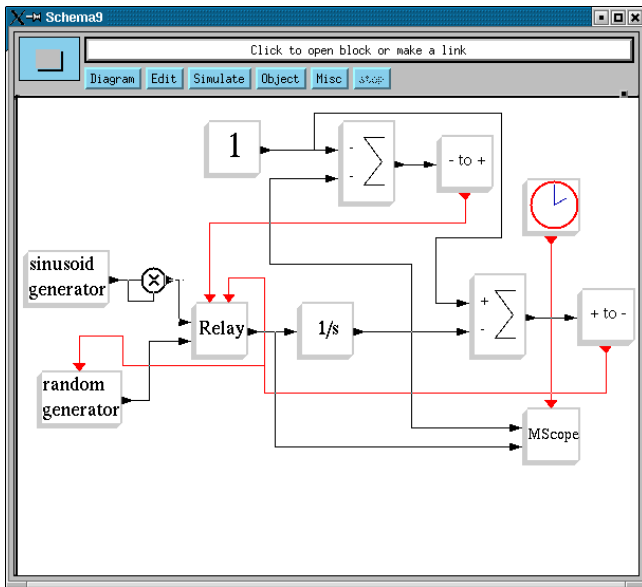 Schema9
Click to open block or make a link
Diagram Edit Simulate Object Misc stop
1
-
-
Σ
- to +
sinusoid
generator
X
Relay
1/s
+
-
Σ
+ to -
random
generator
MScope